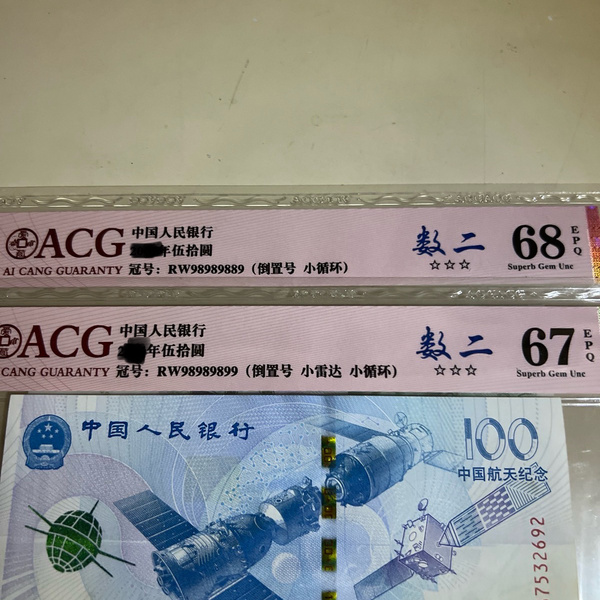 ACG
AI CANG GUARANTY
中国人民银行
年伍拾圆
冠号：RW98989889（倒置号 小循环）
数二
☆☆☆
68
EPQ
Superb Gem Unc
ACG
CANG GUARANTY
中国人民银行
2 年伍拾圆
冠号：RW98989899（倒置号 小雷达 小循环）
数二
☆☆☆
67
EPQ
Superb Gem Unc
中国人民银行
100
中国航天纪念
7532692